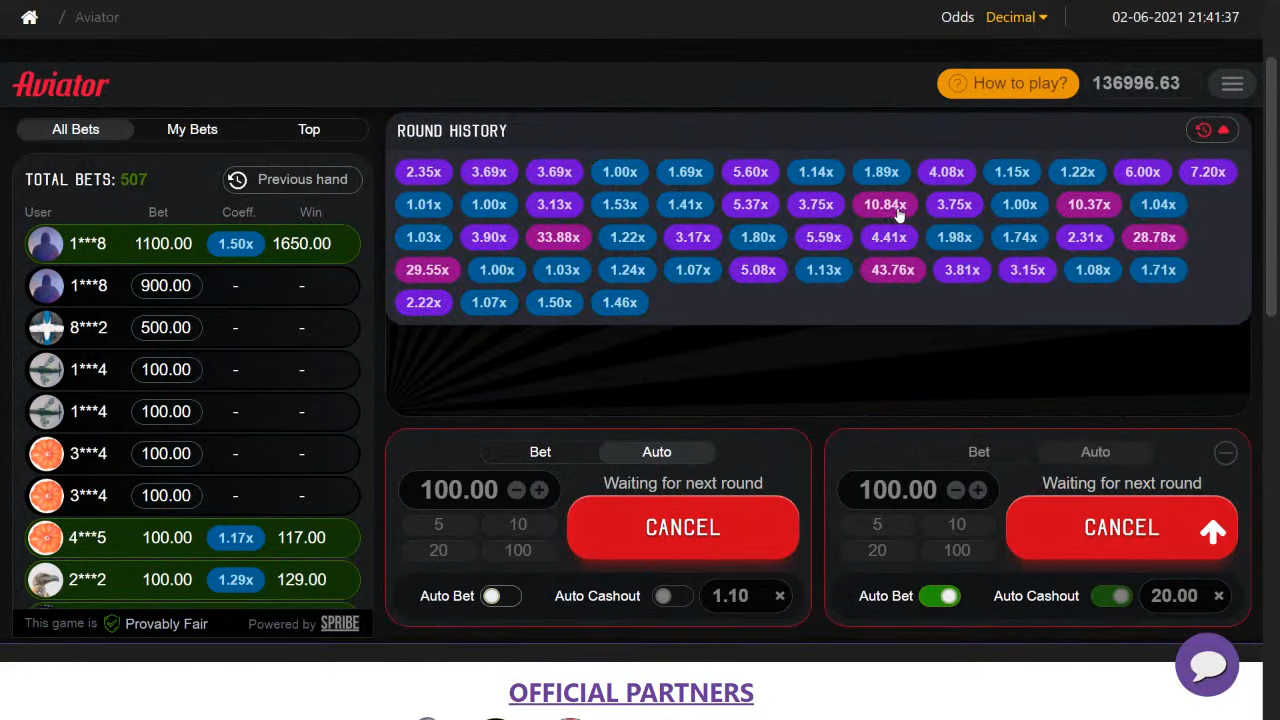 / Aviator
Odds Decimal 02-06-2021 21:41:37
Aviator
? How to play? 136996.63
All Bets My Bets Top
TOTAL BETS: 507 Previous hand
User Bet Coeff. Win
1***8 1100.00 1.50x 1650.00
1***8 900.00 - -
8***2 500.00 - -
1***4 100.00 - -
1***4 100.00 - -
3***4 100.00 - -
3***4 100.00 - -
4***5 100.00 1.17x 117.00
2***2 100.00 1.29x 129.00
This game is Provably Fair Powered by SPRIBE
ROUND HISTORY
2.35x 3.69x 3.69x 1.00x 1.69x 5.60x 1.14x 1.89x 4.08x 1.15x 1.22x 6.00x 7.20x
1.01x 1.00x 3.13x 1.53x 1.41x 5.37x 3.75x 10.84x 3.75x 1.00x 10.37x 1.04x
1.03x 3.90x 33.88x 1.22x 3.17x 1.80x 5.59x 4.41x 1.98x 1.74x 2.31x 28.78x
29.55x 1.00x 1.03x 1.24x 1.07x 5.08x 1.13x 43.76x 3.81x 3.15x 1.08x 1.71x
2.22x 1.07x 1.50x 1.46x
Bet Auto
100.00 Waiting for next round
5 10 CANCEL
20 100
Auto Bet Auto Cashout 1.10 ×
Bet Auto
100.00 Waiting for next round
5 10 CANCEL
20 100
Auto Bet Auto Cashout 20.00 ×
OFFICIAL PARTNERS